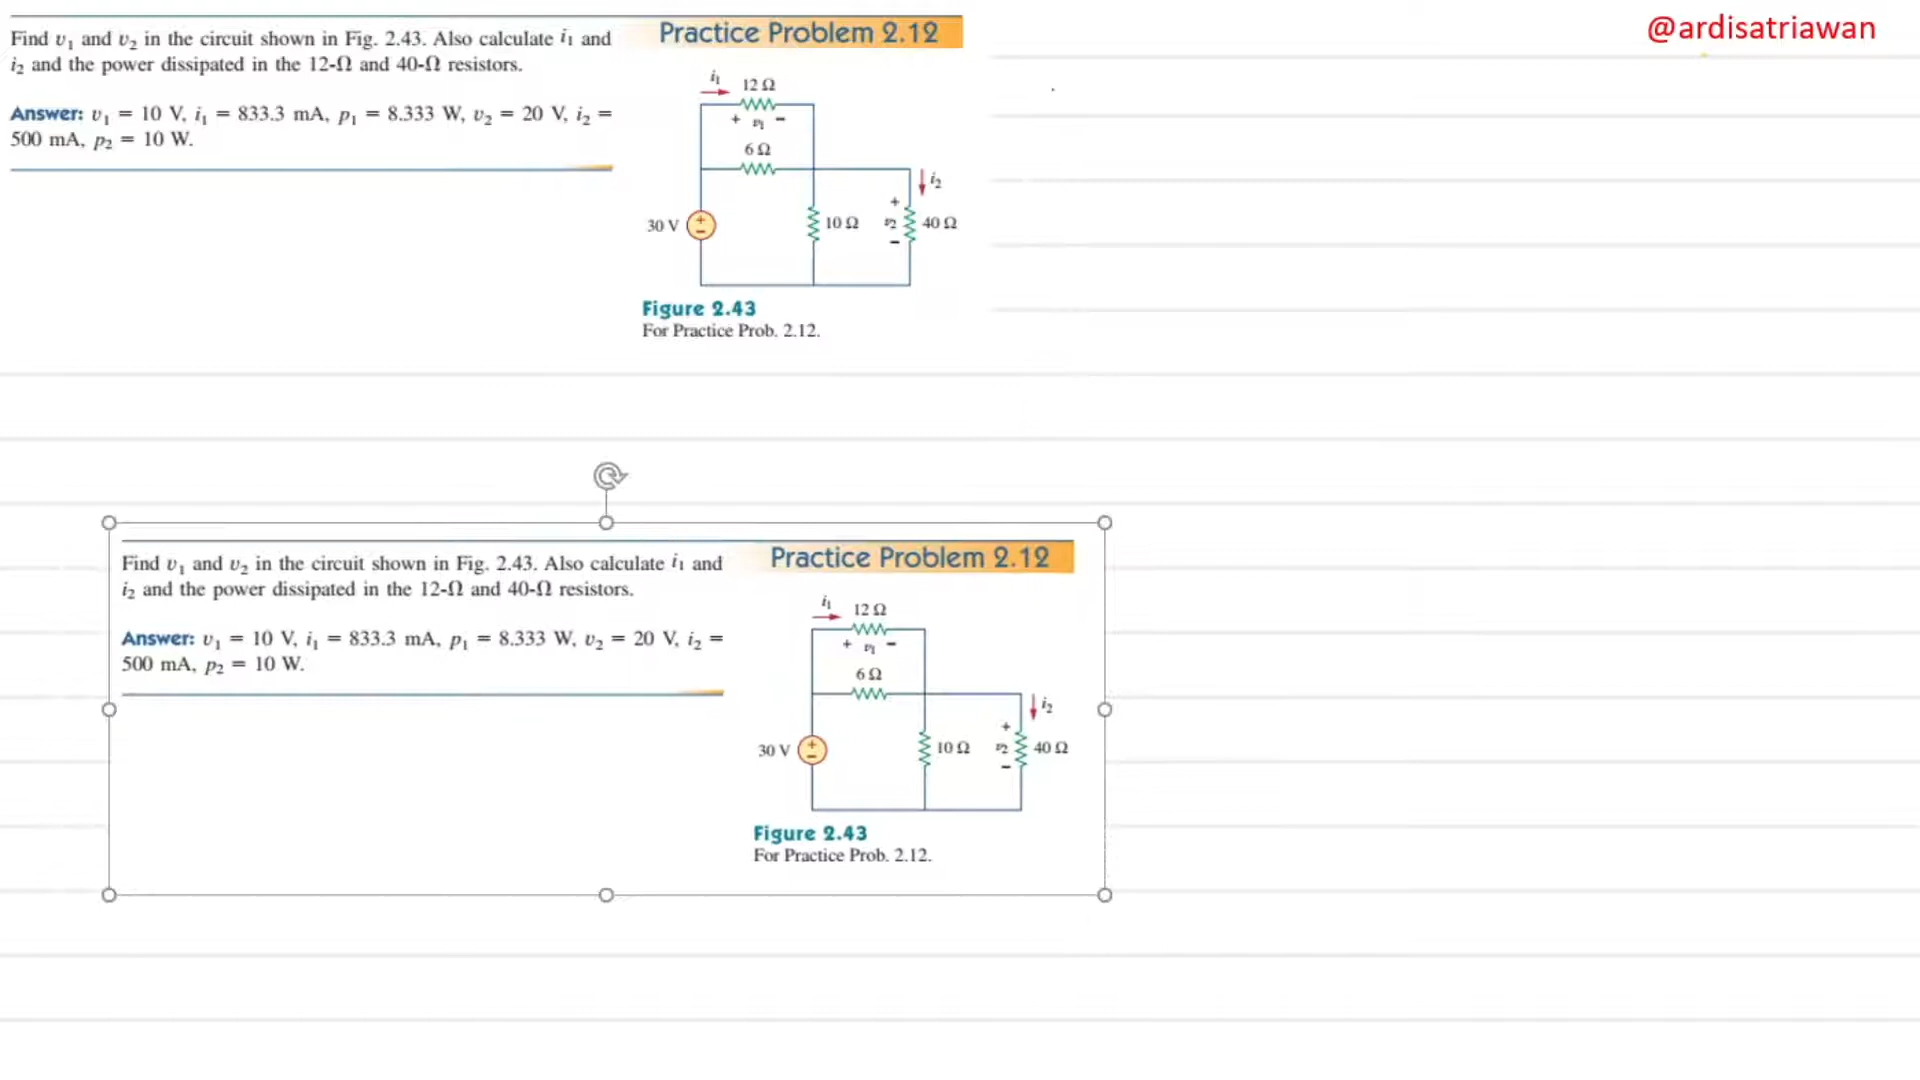 @ardisatriawan
Find v₁ and v₂ in the circuit shown in Fig. 2.43. Also calculate i₁ and
i₂ and the power dissipated in the 12-Ω and 40-Ω resistors.
Answer: v₁ = 10 V, i₁ = 833.3 mA, p₁ = 8.333 W, v₂ = 20 V, i₂ =
500 mA, p₂ = 10 W.
Practice Problem 2.12
i₁
12 Ω
+ v₁ −
6 Ω
i₂
30 V
+
−
10 Ω
+
v₂
−
40 Ω
Figure 2.43
For Practice Prob. 2.12.
Find v₁ and v₂ in the circuit shown in Fig. 2.43. Also calculate i₁ and
i₂ and the power dissipated in the 12-Ω and 40-Ω resistors.
Answer: v₁ = 10 V, i₁ = 833.3 mA, p₁ = 8.333 W, v₂ = 20 V, i₂ =
500 mA, p₂ = 10 W.
Practice Problem 2.12
i₁
12 Ω
+ v₁ −
6 Ω
i₂
30 V
+
−
10 Ω
+
v₂
−
40 Ω
Figure 2.43
For Practice Prob. 2.12.